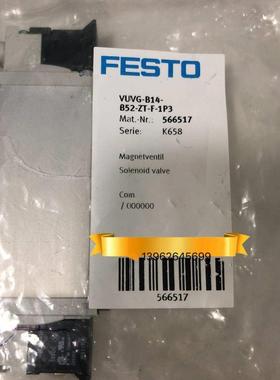 FESTO
VUVG-B14-
B52-ZT-F-1P3
Mat.-Nr.: 566517
Serie: K658
Magnetventil
Solenoid valve
Com
/ 000000
13962645699
566517